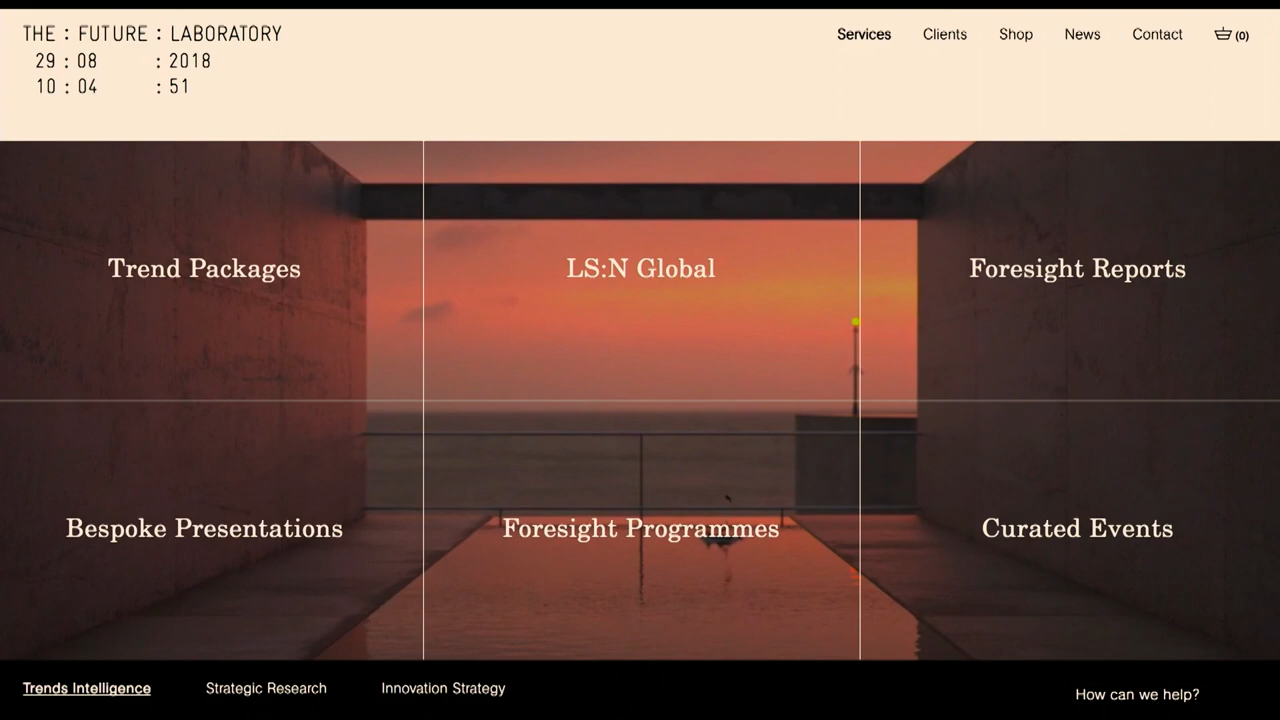 THE : FUTURE : LABORATORY
29 : 08 : 2018
10 : 04 : 51
Services Clients Shop News Contact (0)
Trend Packages LS:N Global Foresight Reports
Bespoke Presentations Foresight Programmes Curated Events
Trends Intelligence Strategic Research Innovation Strategy How can we help?